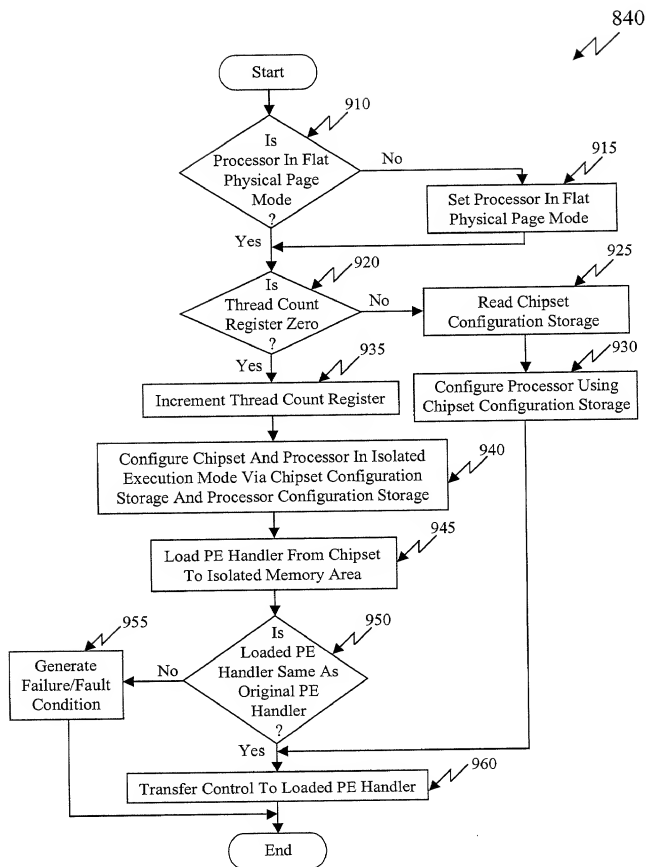 840
Start
910
Is
Processor In Flat
Physical Page
Mode
?
No
915
Set Processor In Flat
Physical Page Mode
Yes
920
Is
Thread Count
Register Zero
?
No
925
Read Chipset
Configuration Storage
930
Configure Processor Using
Chipset Configuration Storage
Yes
935
Increment Thread Count Register
940
Configure Chipset And Processor In Isolated
Execution Mode Via Chipset Configuration
Storage And Processor Configuration Storage
945
Load PE Handler From Chipset
To Isolated Memory Area
950
Is
Loaded PE
Handler Same As
Original PE
Handler
?
No
955
Generate
Failure/Fault
Condition
Yes
960
Transfer Control To Loaded PE Handler
End